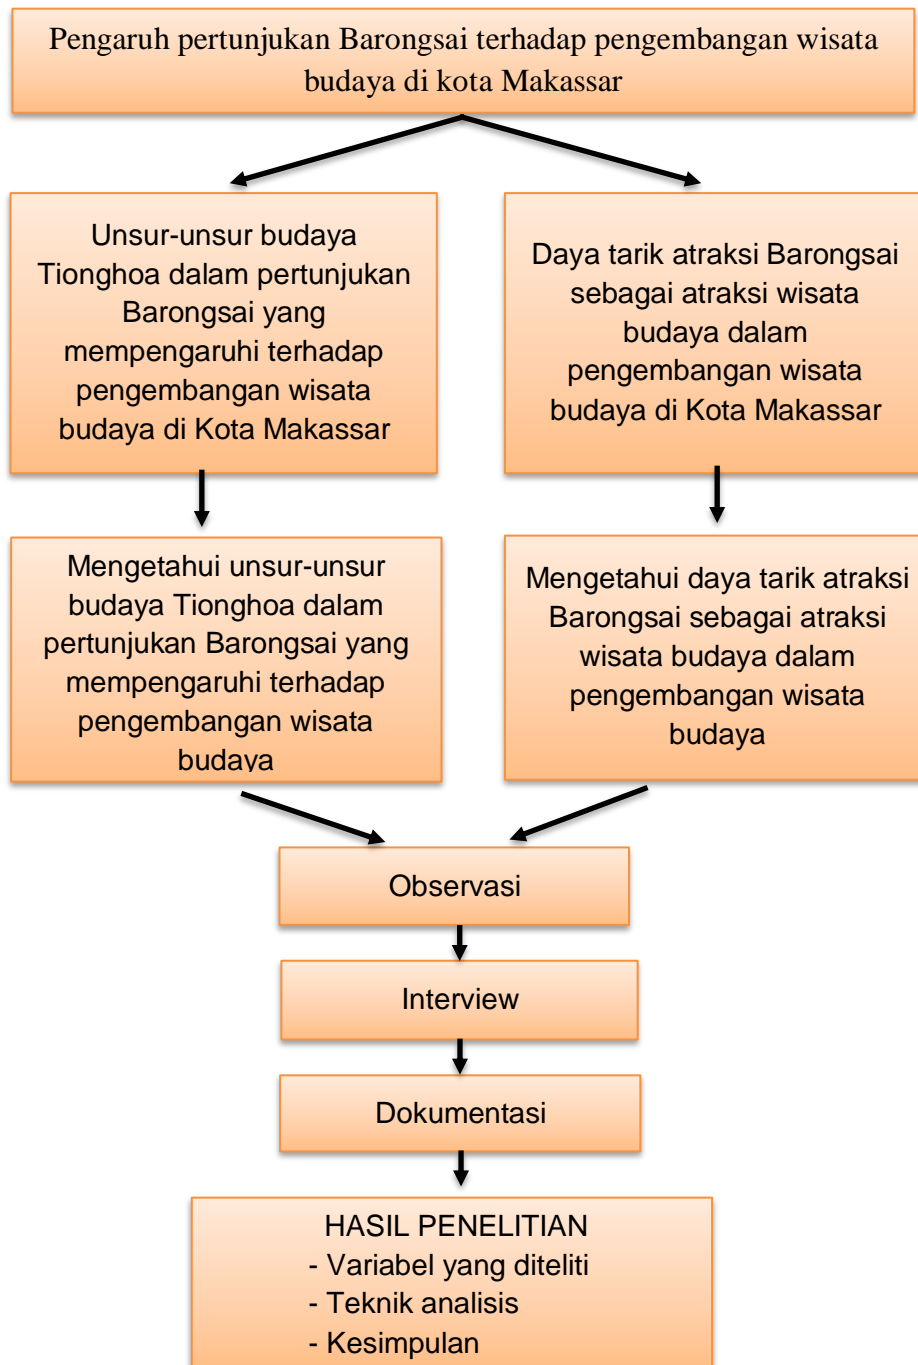 Pengaruh pertunjukan Barongsai terhadap pengembangan wisata
budaya di kota Makassar
Unsur-unsur budaya
Tionghoa dalam pertunjukan
Barongsai yang
mempengaruhi terhadap
pengembangan wisata
budaya di Kota Makassar
Daya tarik atraksi Barongsai
sebagai atraksi wisata
budaya dalam
pengembangan wisata
budaya di Kota Makassar
Mengetahui unsur-unsur
budaya Tionghoa dalam
pertunjukan Barongsai yang
mempengaruhi terhadap
pengembangan wisata
budaya
Mengetahui daya tarik atraksi
Barongsai sebagai atraksi
wisata budaya dalam
pengembangan wisata
budaya
Observasi
Interview
Dokumentasi
HASIL PENELITIAN
- Variabel yang diteliti
- Teknik analisis
- Kesimpulan